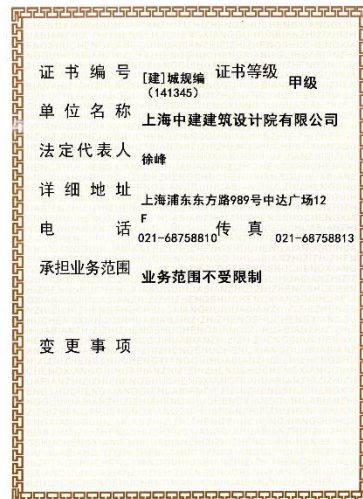 证书编号 [建]城规编 证书等级 甲级
(141345)
单位名称 上海中建建筑设计院有限公司
法定代表人 徐峰
详细地址 上海浦东东方路989号中达广场12
F
电话 021-68758810 传真 021-68758813
承担业务范围 业务范围不受限制
变更事项